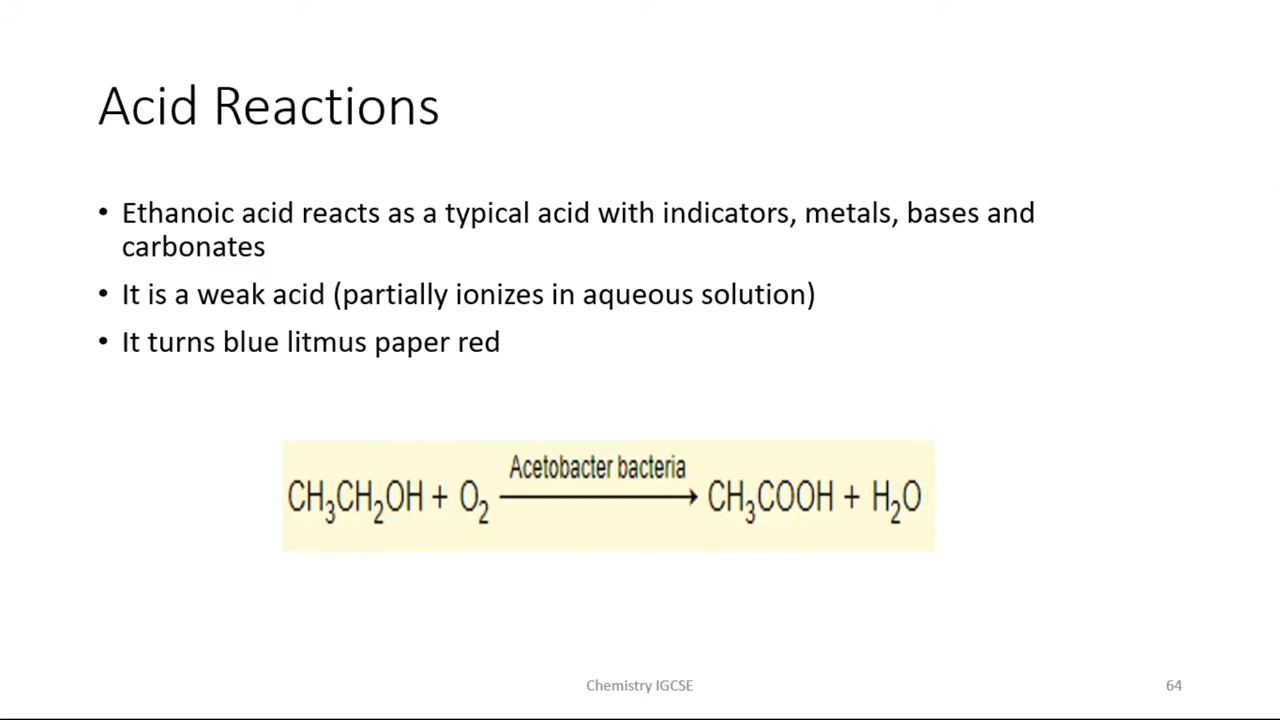 Acid Reactions
• Ethanoic acid reacts as a typical acid with indicators, metals, bases and
carbonates
• It is a weak acid (partially ionizes in aqueous solution)
• It turns blue litmus paper red
Acetobacter bacteria
CH₃CH₂OH + O₂ ⟶ CH₃COOH + H₂O
Chemistry IGCSE
64